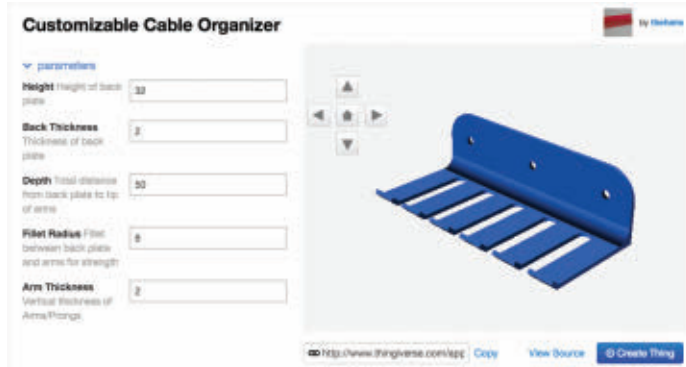 Customizable Cable Organizer
by
parameters
Height Height of back
plate
32
Back Thickness
Thickness of back
plate
2
Depth Total distance
from back plate to tip
of arms
50
Fillet Radius Fillet
between back plate
and arms for strength
Arm Thickness
Vertical thickness of
Arms/Prongs
2
http://www.thingiverse.com/app Copy View Source Create Thing